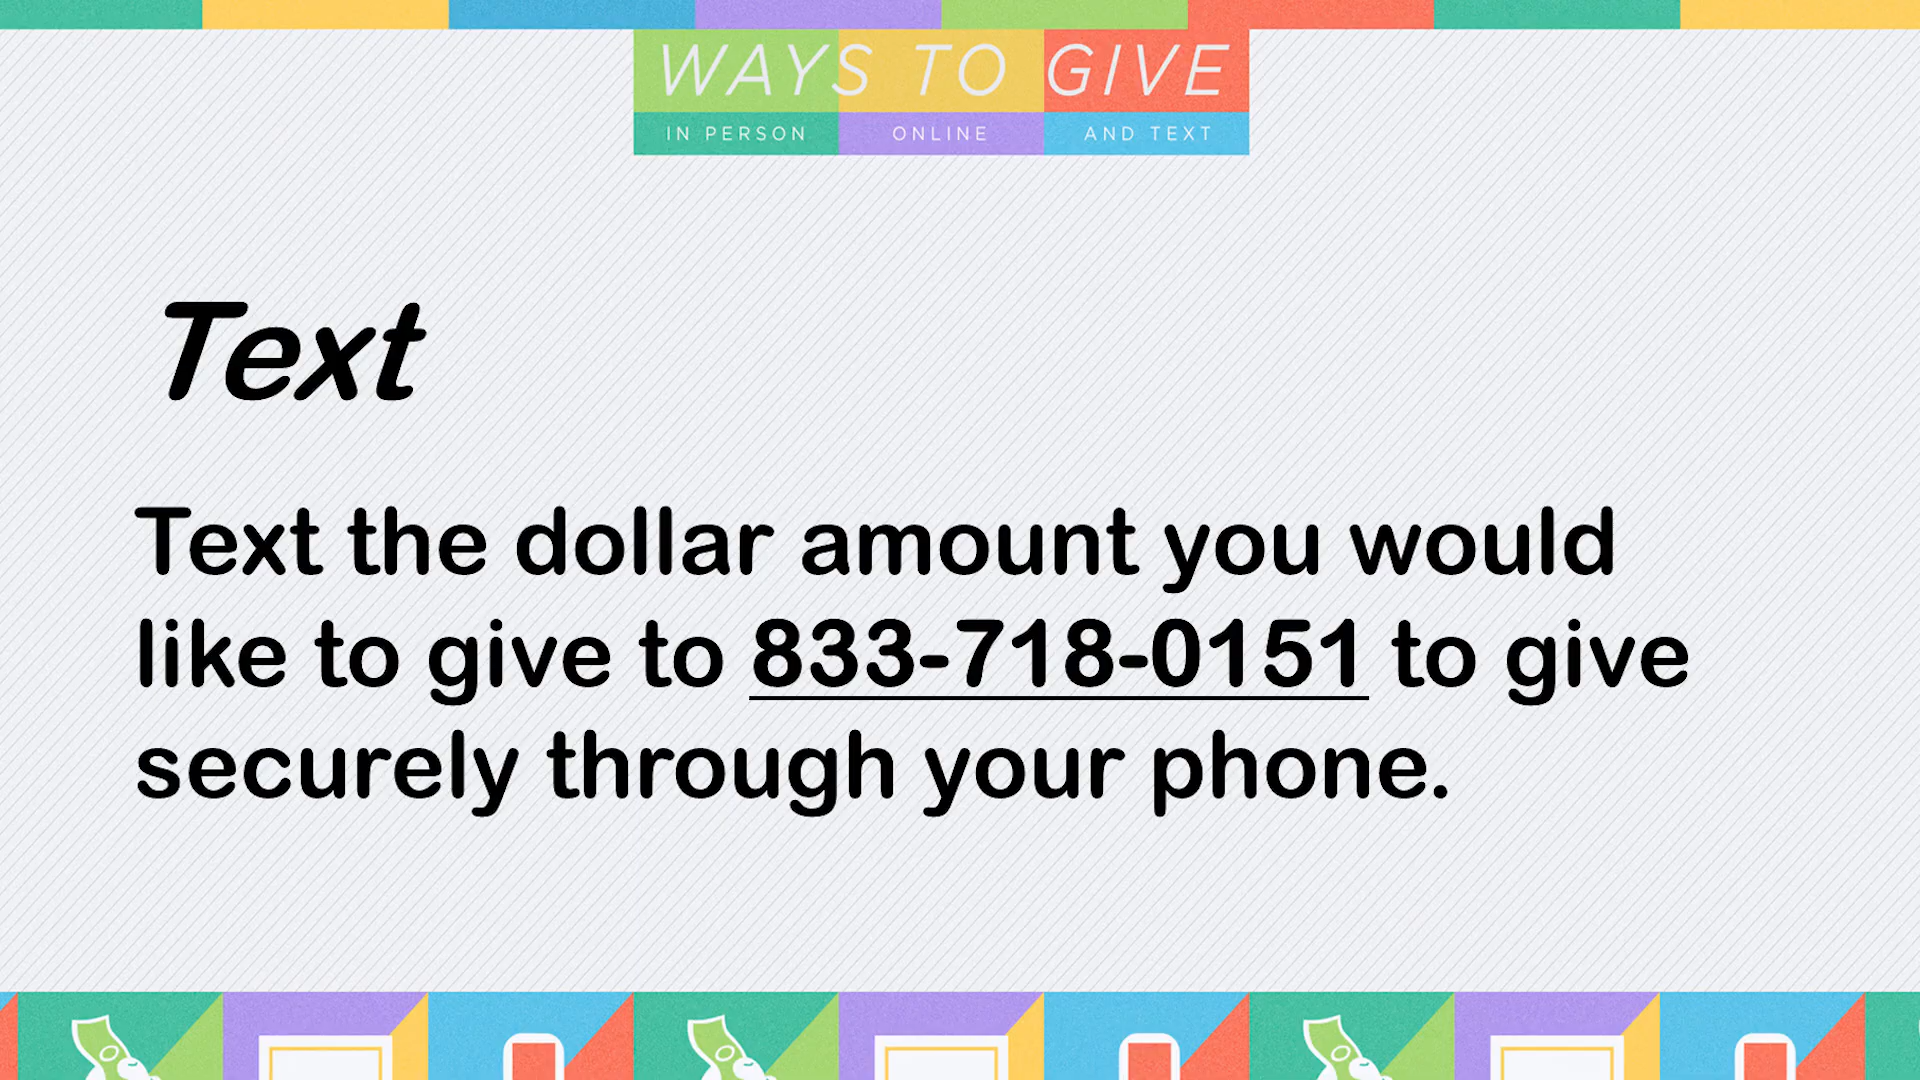 WAYS TO GIVE
IN PERSON ONLINE AND TEXT
Text
Text the dollar amount you would
like to give to 833-718-0151 to give
securely through your phone.